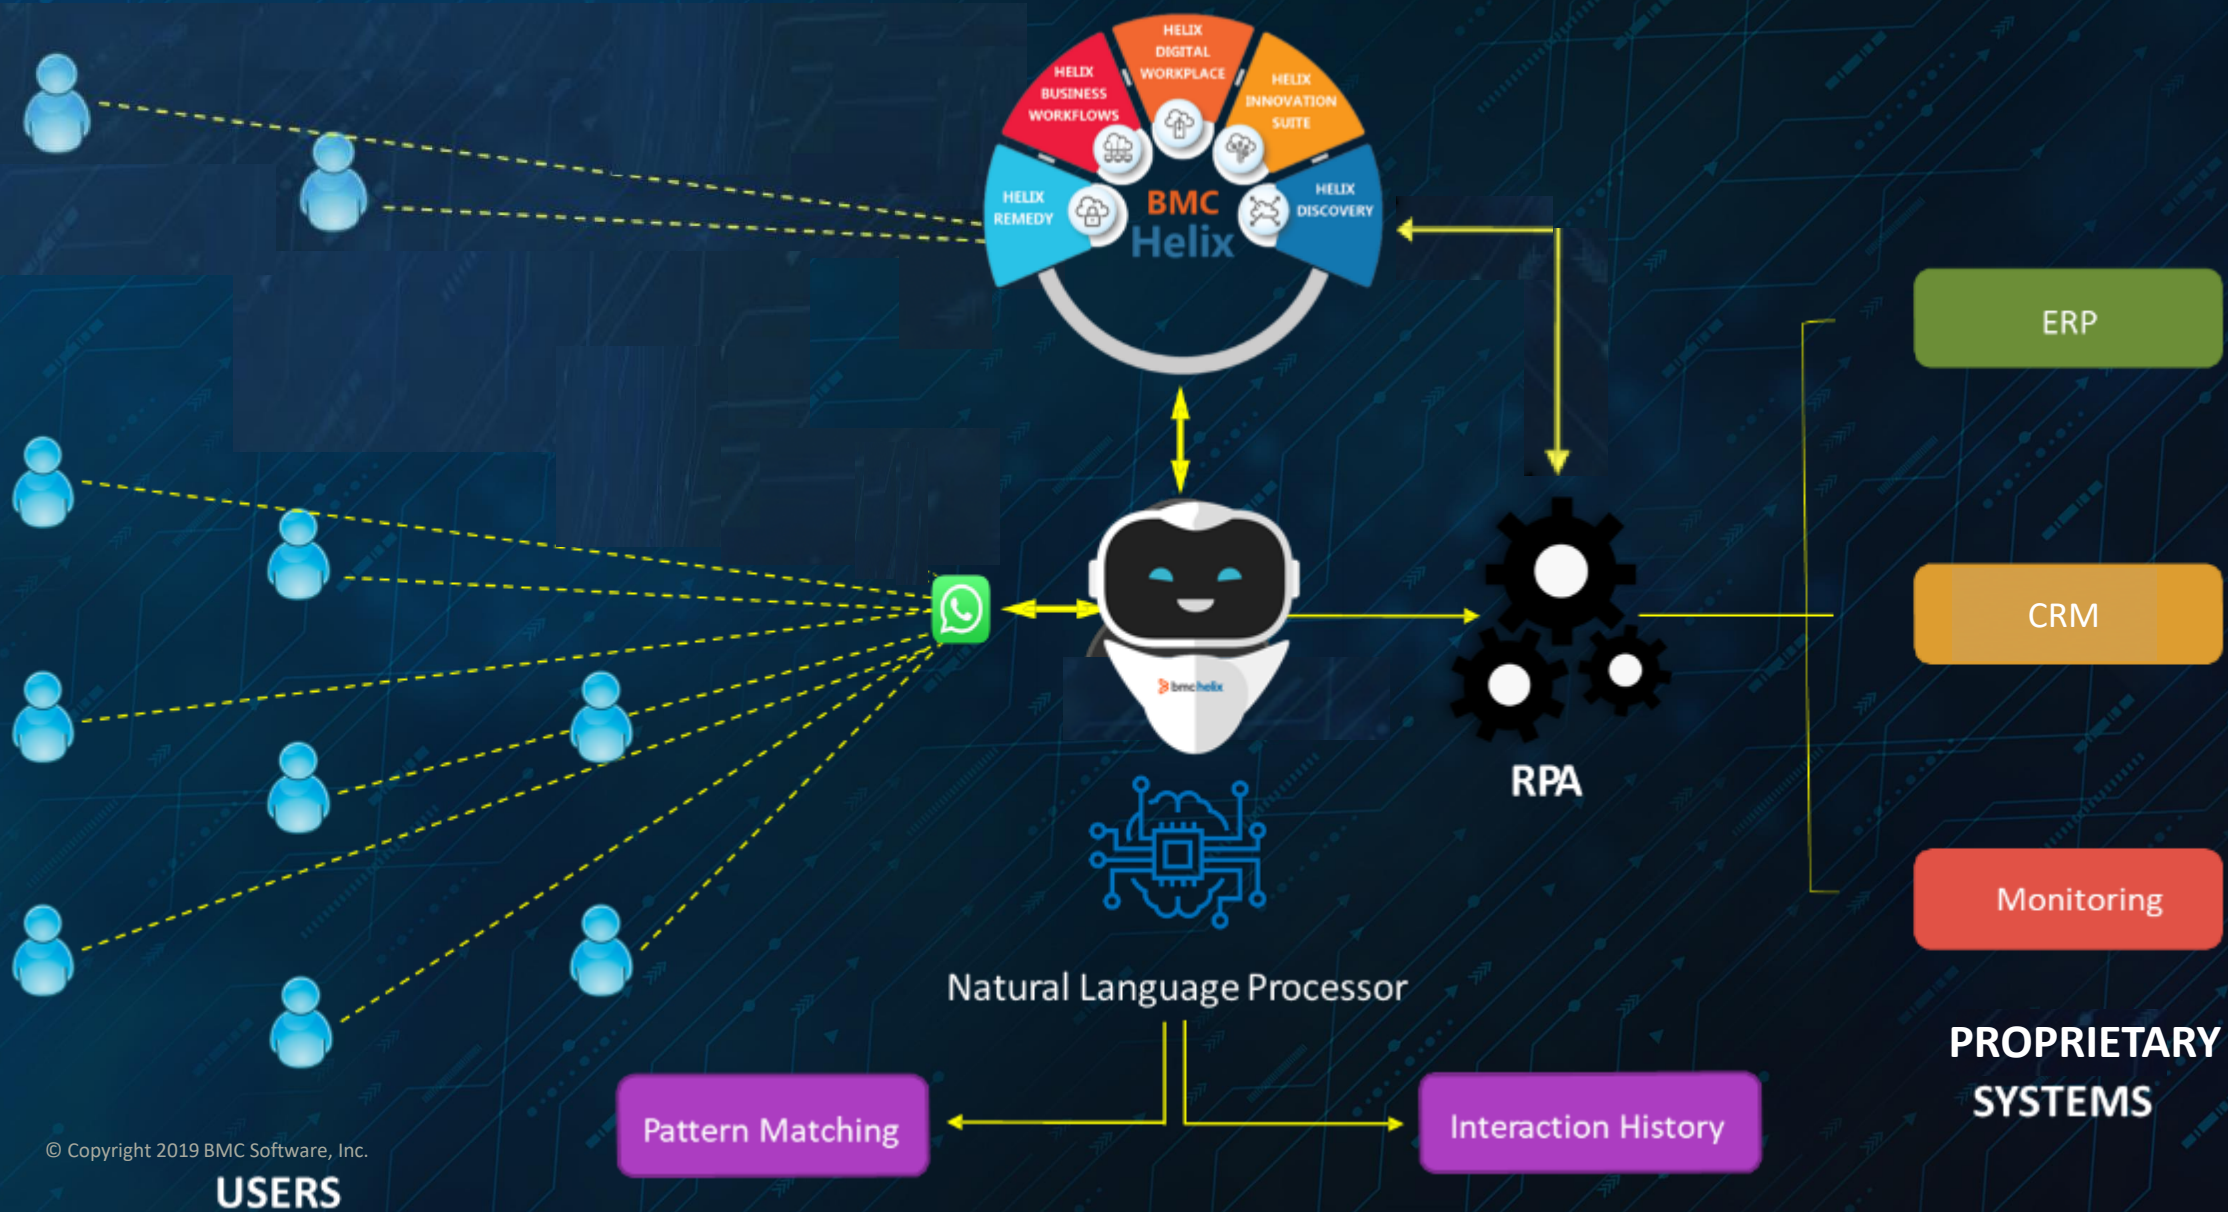 HELIX
DIGITAL
WORKPLACE
HELIX
BUSINESS
WORKFLOWS
HELIX
INNOVATION
SUITE
HELIX
REMEDY
HELIX
DISCOVERY
BMC
Helix
ERP
CRM
bmchelix
RPA
Monitoring
Natural Language Processor
PROPRIETARY
SYSTEMS
Pattern Matching
Interaction History
© Copyright 2019 BMC Software, Inc.
USERS